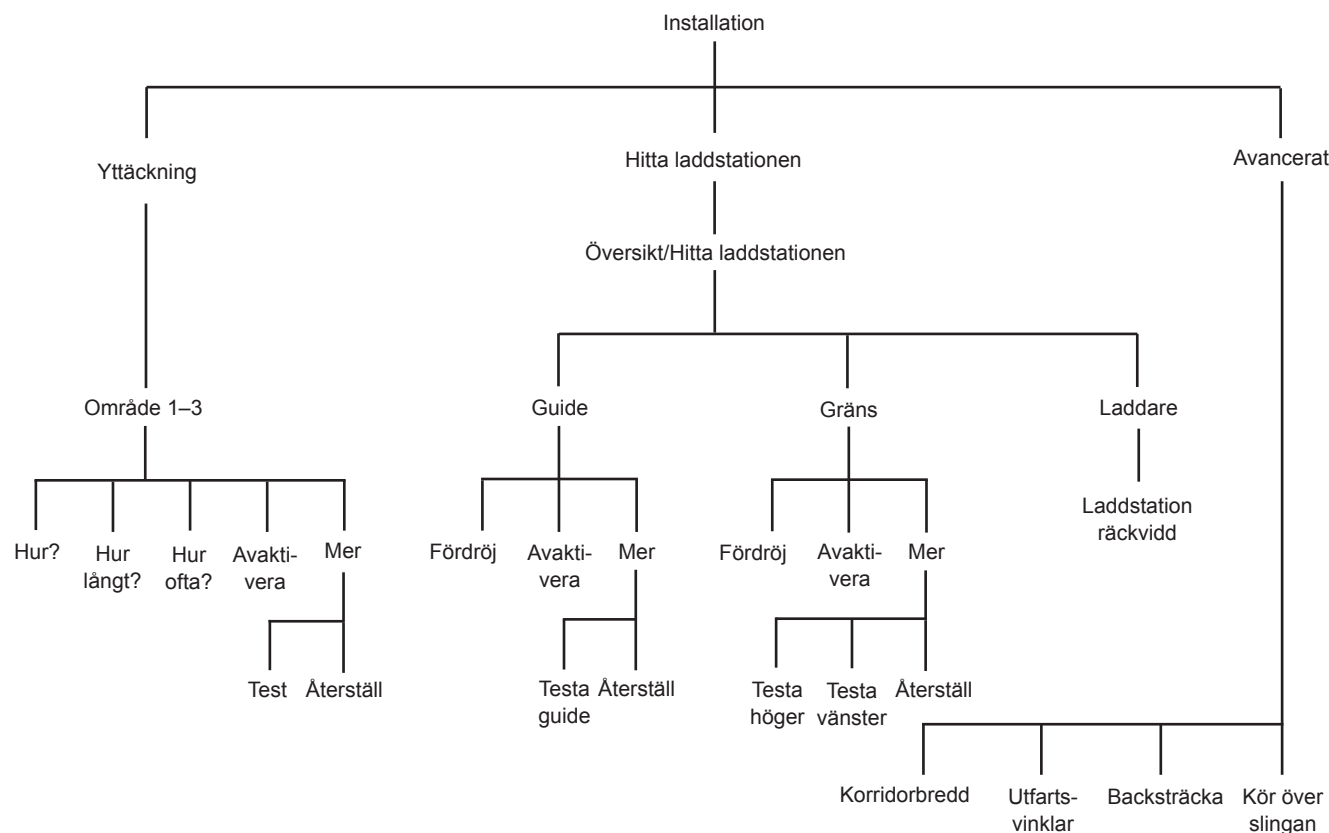 Installation
Yttäckning
Hitta laddstationen
Avancerat
Översikt/Hitta laddstationen
Område 1–3
Guide
Gräns
Laddare
Hur?
Hur
långt?
Hur
ofta?
Avakti-
vera
Mer
Fördröj
Avakti-
vera
Mer
Fördröj
Avakti-
vera
Mer
Laddstation
räckvidd
Test
Återställ
Testa
guide
Återställ
Testa
höger
Testa
vänster
Återställ
Korridorbredd
Utfarts-
vinklar
Backsträcka
Kör över
slingan